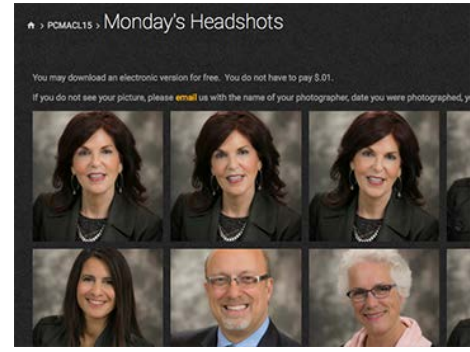 > PCMACL15 > Monday's Headshots
You may download an electronic version for free. You do not have to pay $.01.
If you do not see your picture, please email us with the name of your photographer, date you were photographed,